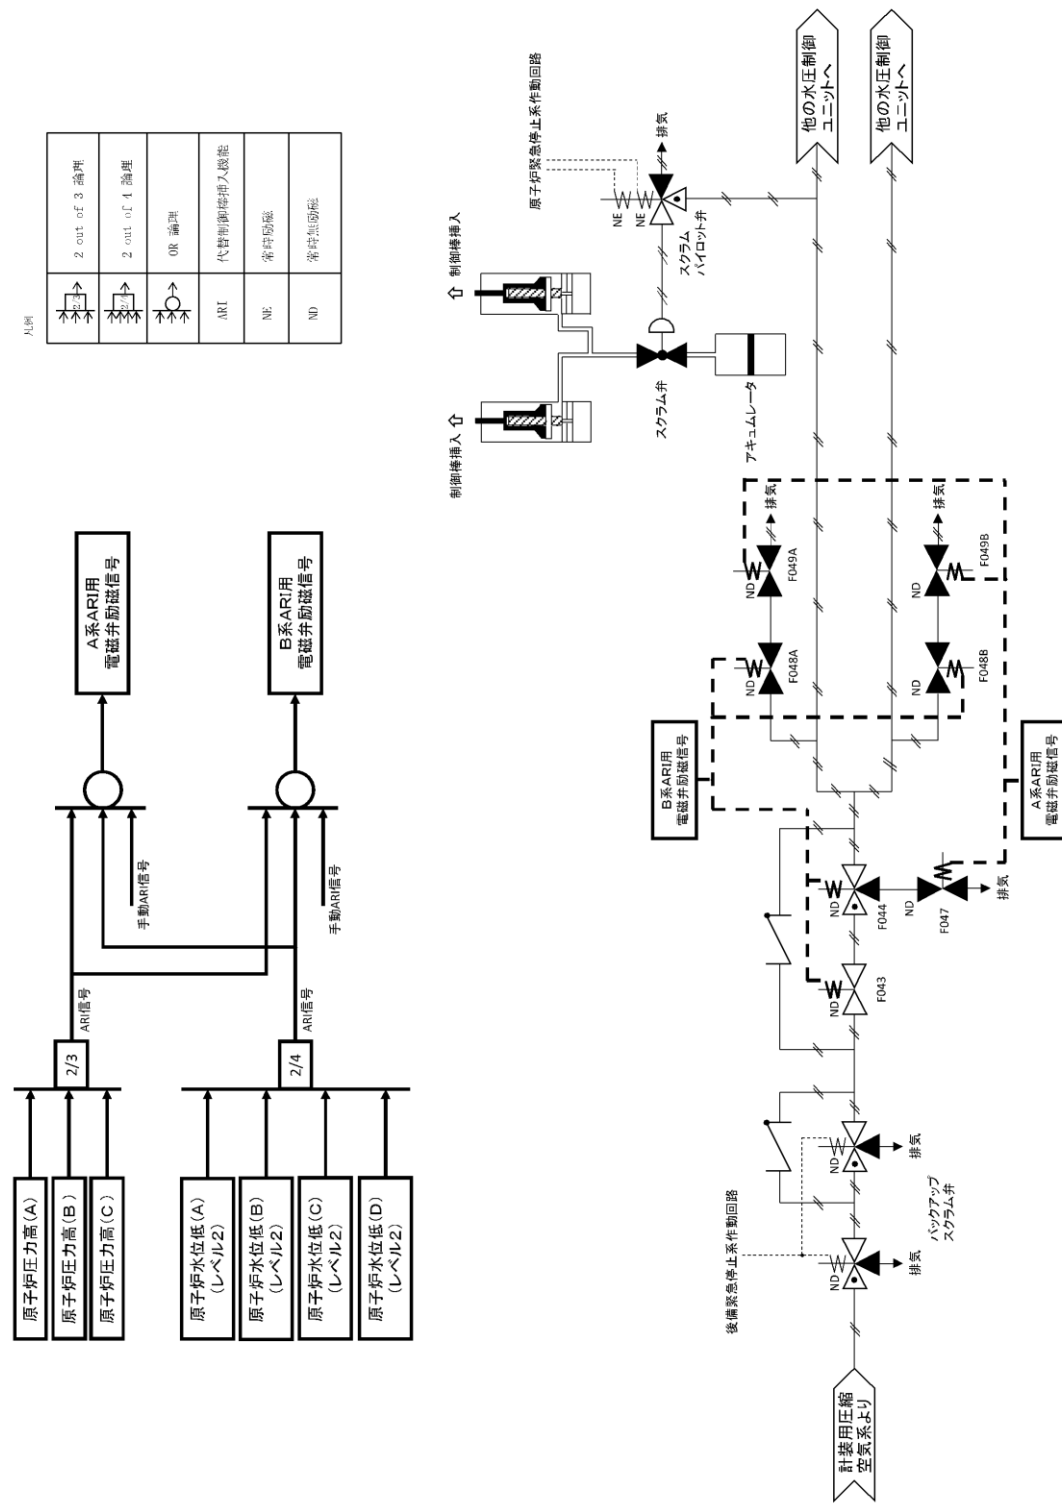 凡例
2/3
2 out of 3 論理
2/4
2 out of 4 論理
OR 論理
ARI
代替制御棒挿入機能
NE
常時励磁
ND
常時無励磁
原子炉圧力高(A)
原子炉圧力高(B)
原子炉圧力高(C)
2/3
ARI信号
手動ARI信号
A系ARI用
電磁弁励磁信号
原子炉水位低(A)
(レベル2)
原子炉水位低(B)
(レベル2)
原子炉水位低(C)
(レベル2)
原子炉水位低(D)
(レベル2)
2/4
ARI信号
手動ARI信号
B系ARI用
電磁弁励磁信号
制御棒挿入
制御棒挿入
原子炉緊急停止系作動回路
NE
NE
排気
スクラム
パイロット弁
スクラム弁
アキュムレータ
B系ARI用
電磁弁励磁信号
ND
F048A
ND
F049A
排気
他の水圧制御
ユニットへ
他の水圧制御
ユニットへ
ND
F048B
ND
F049B
排気
後備緊急停止系作動回路
計装用圧縮
空気系より
ND
排気
ND
排気
バックアップ
スクラム弁
ND
F043
ND
F044
ND
F047
排気
A系ARI用
電磁弁励磁信号